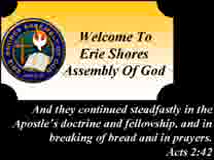 Welcome To
Erie Shores
Assembly Of God
And they continued steadfastly in the
Apostle's doctrine and fellowship, and in
breaking of bread and in prayers.
Acts 2:42